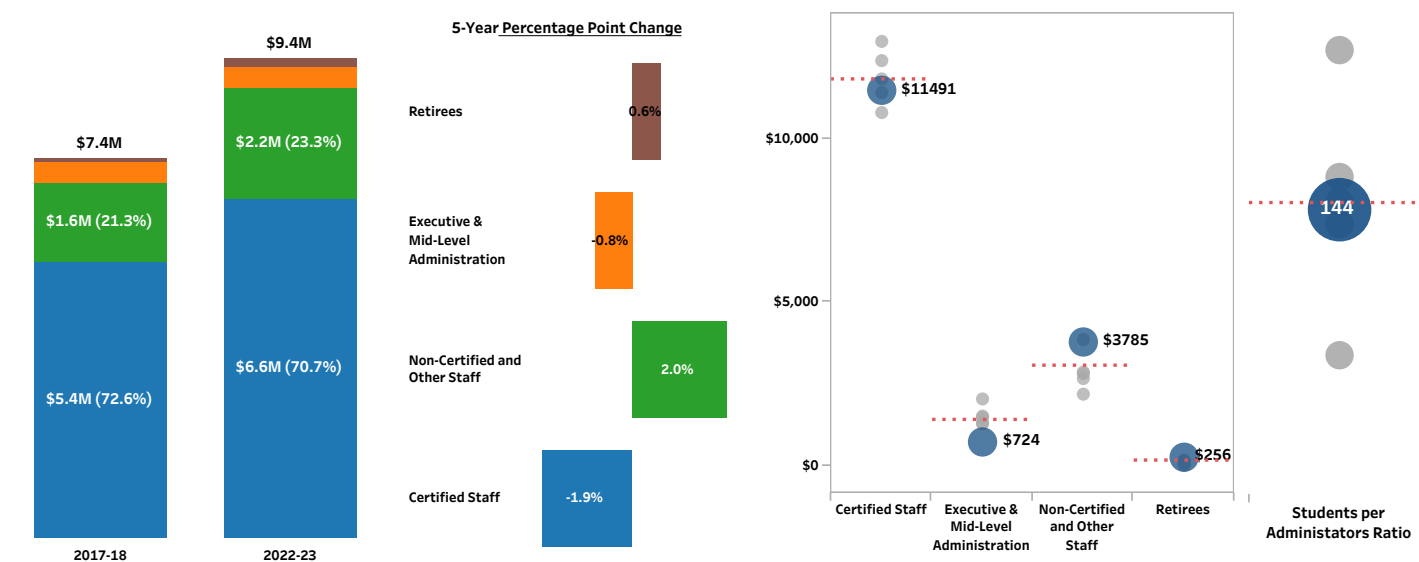 $7.4M
$1.6M (21.3%)
$5.4M (72.6%)
2017-18
$9.4M
$2.2M (23.3%)
$6.6M (70.7%)
2022-23
5-Year Percentage Point Change
Retirees
0.6%
Executive &
Mid-Level
Administration
-0.8%
Non-Certified and
Other Staff
2.0%
Certified Staff
-1.9%
$10,000
$5,000
$0
$11491
$724
$3785
$256
Certified Staff
Executive &
Mid-Level
Administration
Non-Certified
and Other
Staff
Retirees
144
Students per
Administators Ratio